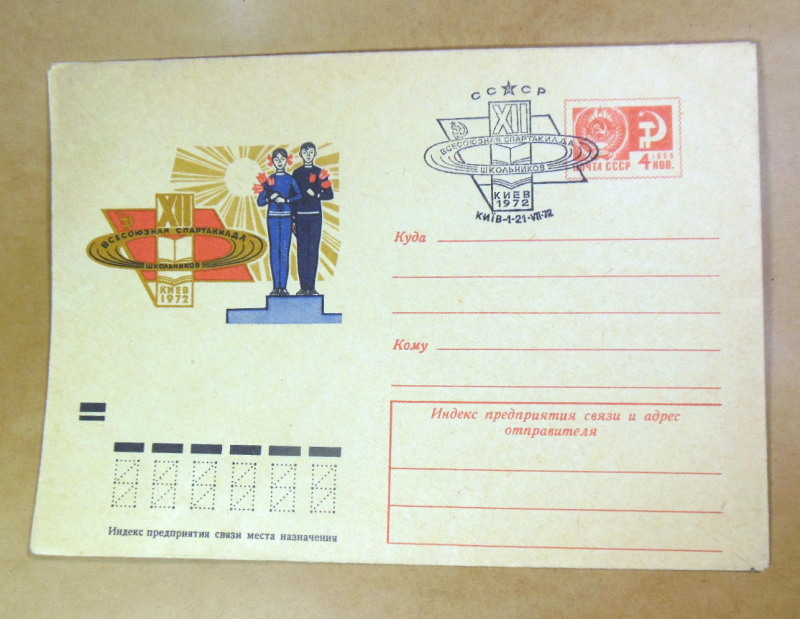 СССР
XII
ВСЕСОЮЗНАЯ СПАРТАКИАДА
ШКОЛЬНИКОВ
КИЕВ
1972
КИЇВ-1·21·VII·72
1966
ПОЧТА СССР 4 КОП.
XII
ВСЕСОЮЗНАЯ СПАРТАКИАДА
ШКОЛЬНИКОВ
КИЕВ
1972
Куда
Кому
Индекс предприятия связи и адрес
отправителя
Индекс предприятия связи места назначения